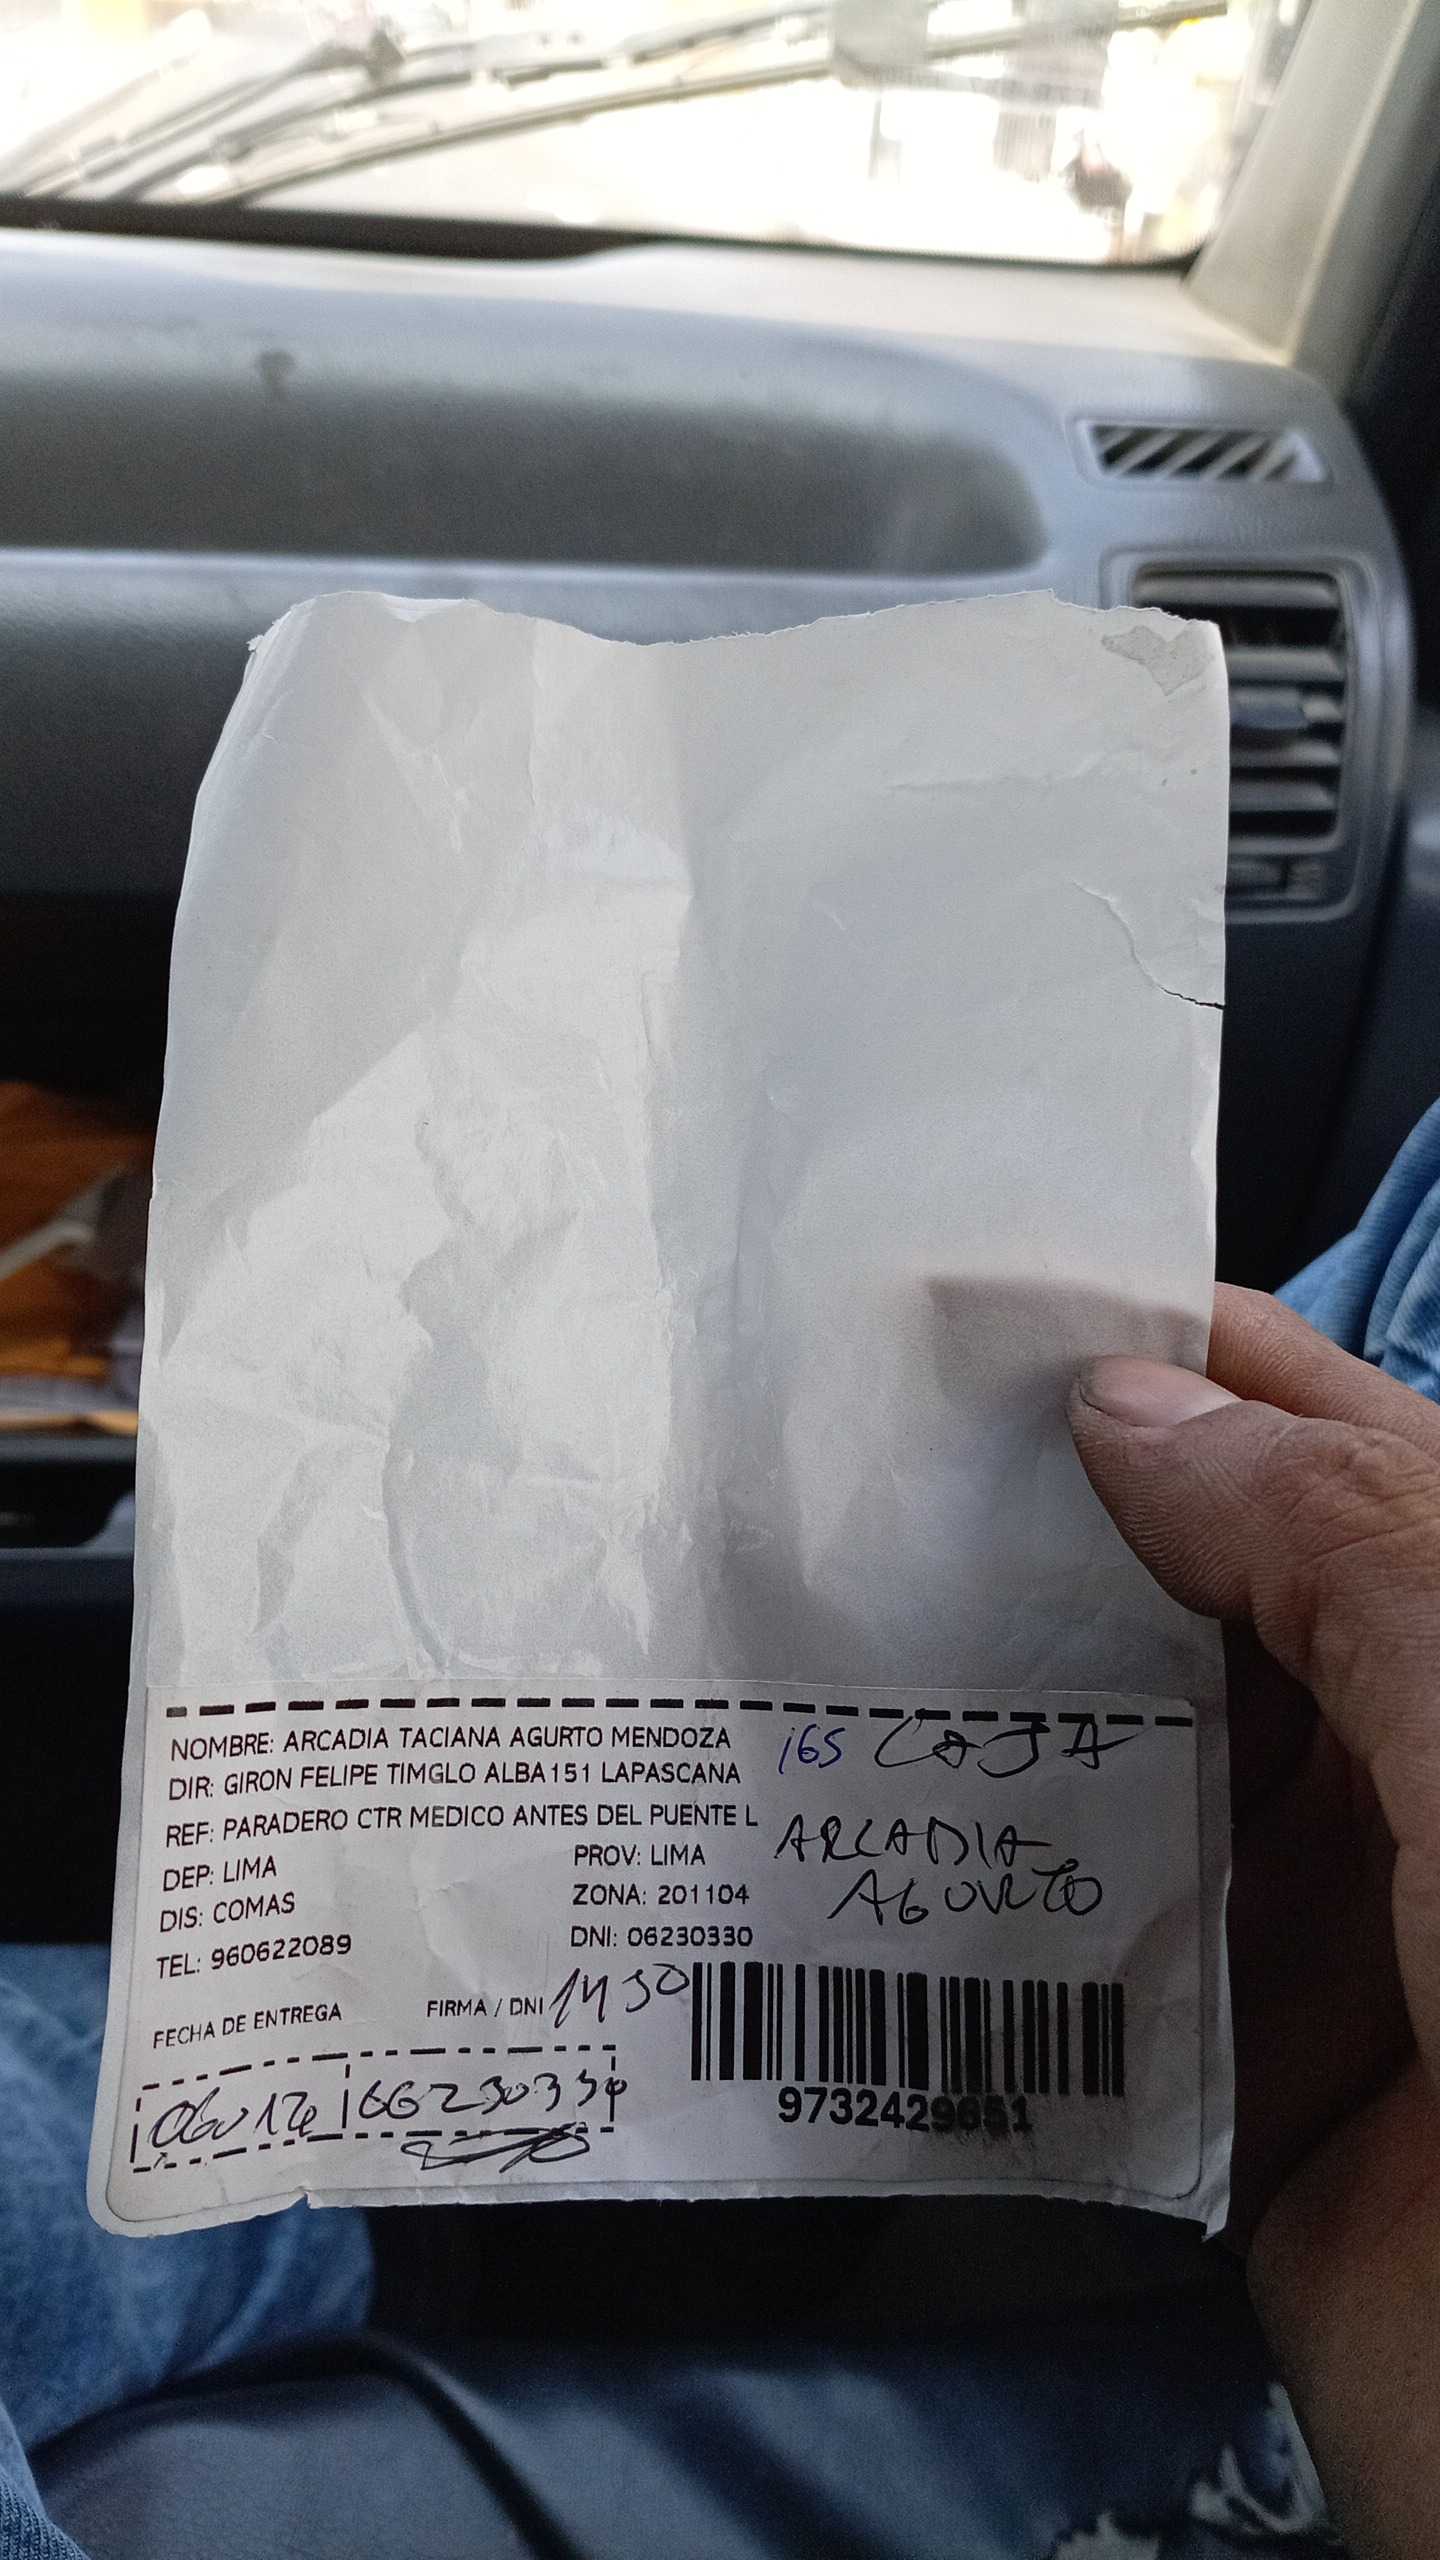 NOMBRE: ARCADIA TACIANA AGURTO MENDOZA
165 CAJA
DIR: GIRON FELIPE TIMGLO ALBA151 LAPASCANA
REF: PARADERO CTR MEDICO ANTES DEL PUENTE L
ARCADIA
DEP: LIMA PROV: LIMA
AGURTO
DIS: COMAS ZONA: 201104
TEL: 960622089 DNI: 06230330
FECHA DE ENTREGA FIRMA / DNI 1430
9732429651